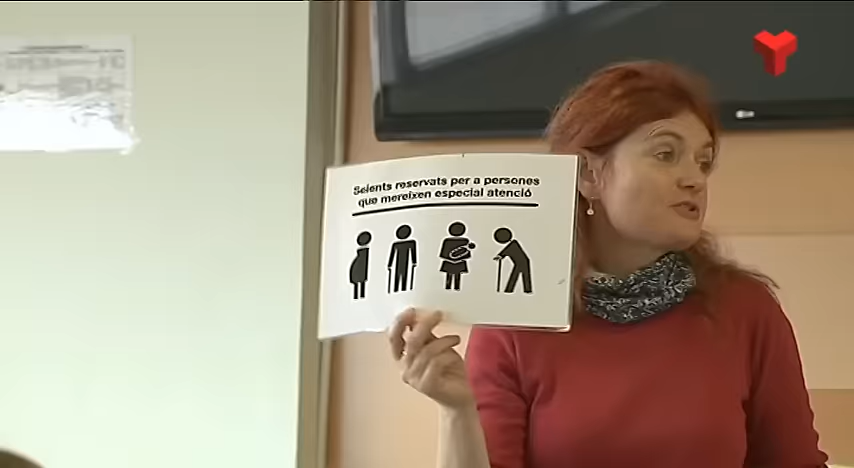 Seients reservats per a persones
que mereixen especial atenció